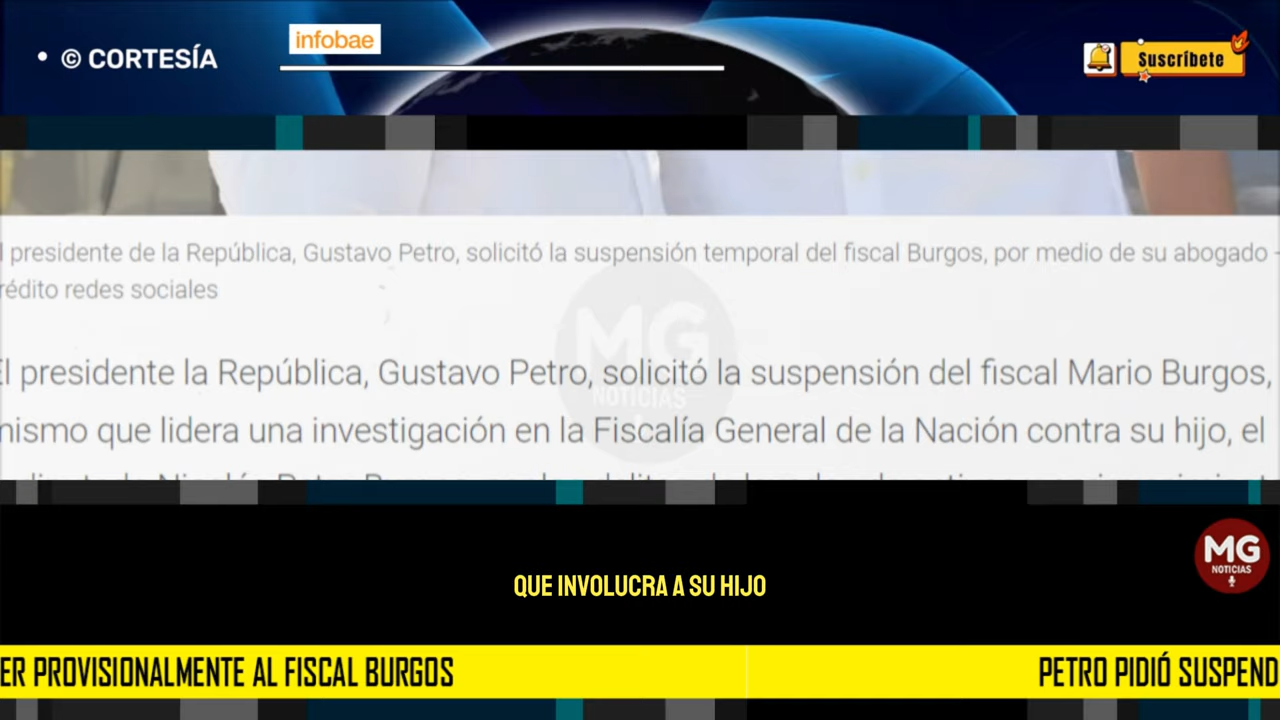 • © CORTESÍA
infobae
Suscríbete
presidente de la República, Gustavo Petro, solicitó la suspensión temporal del fiscal Burgos, por medio de su abogado -
rédito redes sociales
El presidente la República, Gustavo Petro, solicitó la suspensión del fiscal Mario Burgos,
mismo que lidera una investigación en la Fiscalía General de la Nación contra su hijo, el
MG
NOTICIAS
MG
NOTICIAS
QUE INVOLUCRA A SU HIJO
ER PROVISIONALMENTE AL FISCAL BURGOS
PETRO PIDIÓ SUSPEND